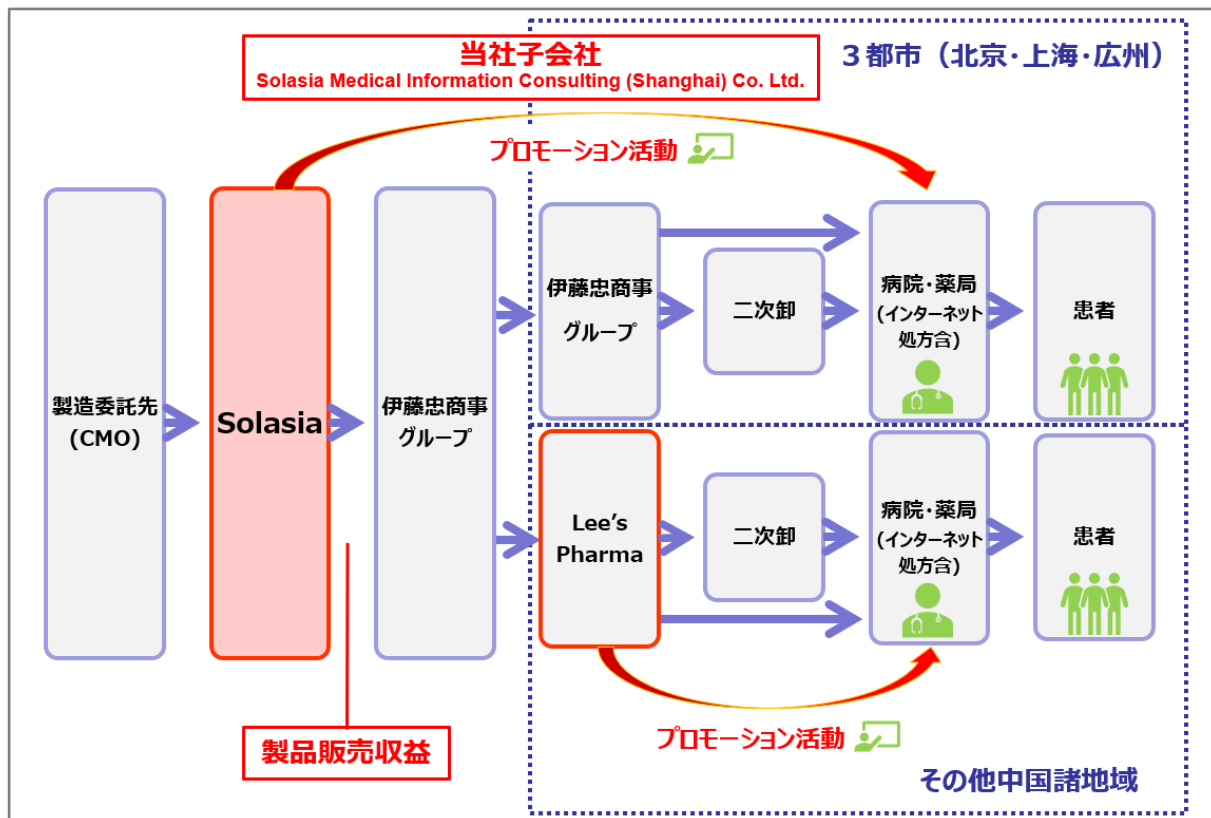 当社子会社
Solasia Medical Information Consulting (Shanghai) Co. Ltd.
3都市（北京・上海・広州）
プロモーション活動
製造委託先
(CMO)
Solasia
伊藤忠商事
グループ
伊藤忠商事
グループ
二次卸
病院・薬局
(インターネット
処方含)
患者
Lee’s
Pharma
二次卸
病院・薬局
(インターネット
処方含)
患者
プロモーション活動
製品販売収益
その他中国諸地域